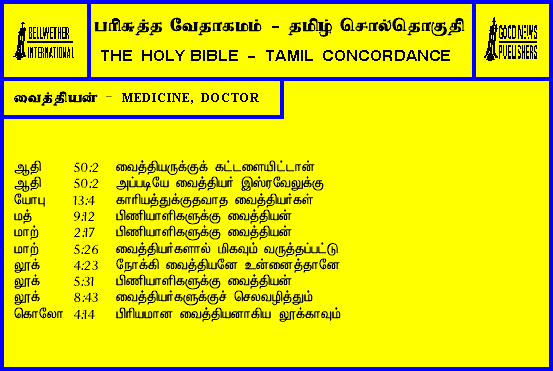 BELLWETHER
INTERNATIONAL
பரிசுத்த வேதாகமம் - தமிழ் சொல்தொகுதி
THE HOLY BIBLE - TAMIL CONCORDANCE
GOOD NEWS
PUBLISHERS
வைத்தியன் - MEDICINE, DOCTOR
ஆதி 50:2 வைத்தியருக்குக் கட்டளையிட்டான்
ஆதி 50:2 அப்படியே வைத்தியர் இஸ்ரவேலுக்கு
யோபு 13:4 காரியத்துக்குதவாத வைத்தியர்கள்
மத் 9:12 பிணியாளிகளுக்கு வைத்தியன்
மாற் 2:17 பிணியாளிகளுக்கு வைத்தியன்
மாற் 5:26 வைத்தியர்களால் மிகவும் வருத்தப்பட்டு
லூக் 4:23 நோக்கி வைத்தியனே உன்னைத்தானே
லூக் 5:31 பிணியாளிகளுக்கு வைத்தியன்
லூக் 8:43 வைத்தியர்களுக்குச் செலவழித்தும்
கொலோ 4:14 பிரியமான வைத்தியனாகிய லூக்காவும்